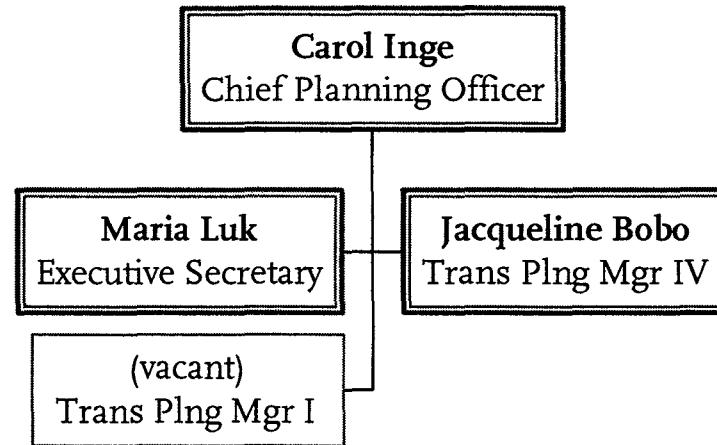 Carol Inge
Chief Planning Officer
Maria Luk
Executive Secretary
Jacqueline Bobo
Trans Plng Mgr IV
(vacant)
Trans Plng Mgr I